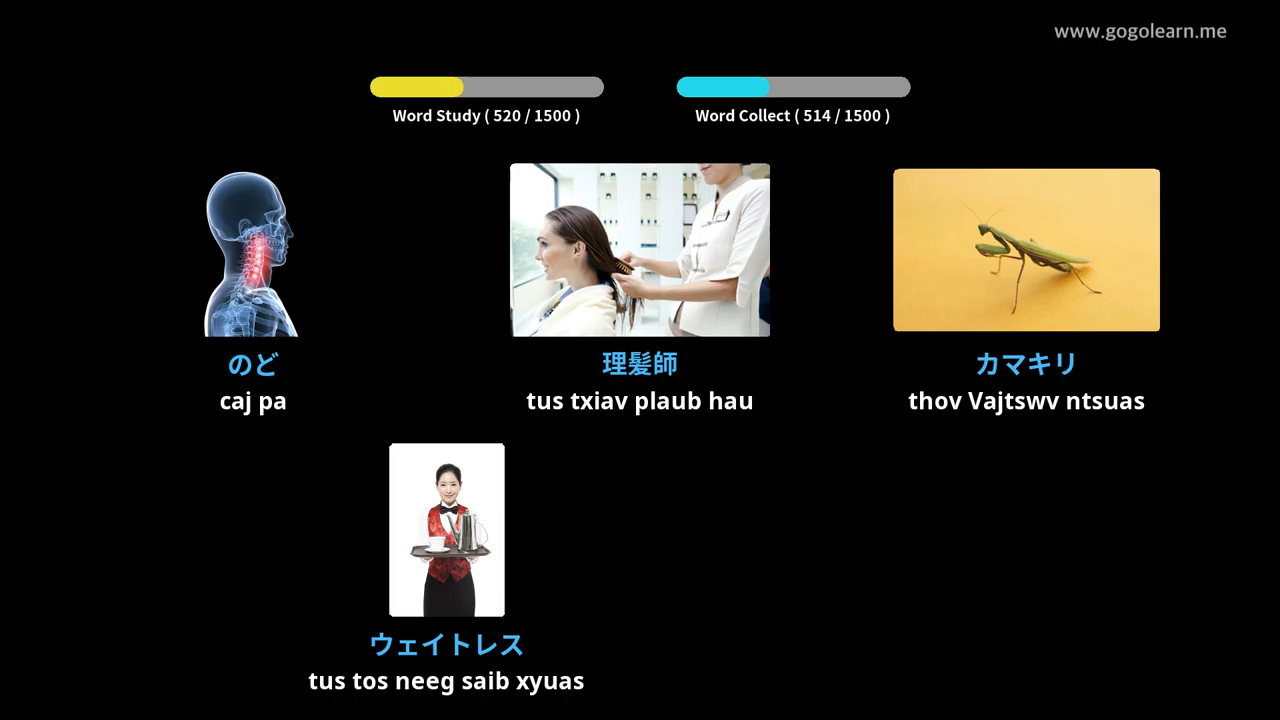 www.gogolearn.me
Word Study ( 520 / 1500 )
Word Collect ( 514 / 1500 )
のど
caj pa
理髪師
tus txiav plaub hau
カマキリ
thov Vajtswv ntsuas
ウェイトレス
tus tos neeg saib xyuas